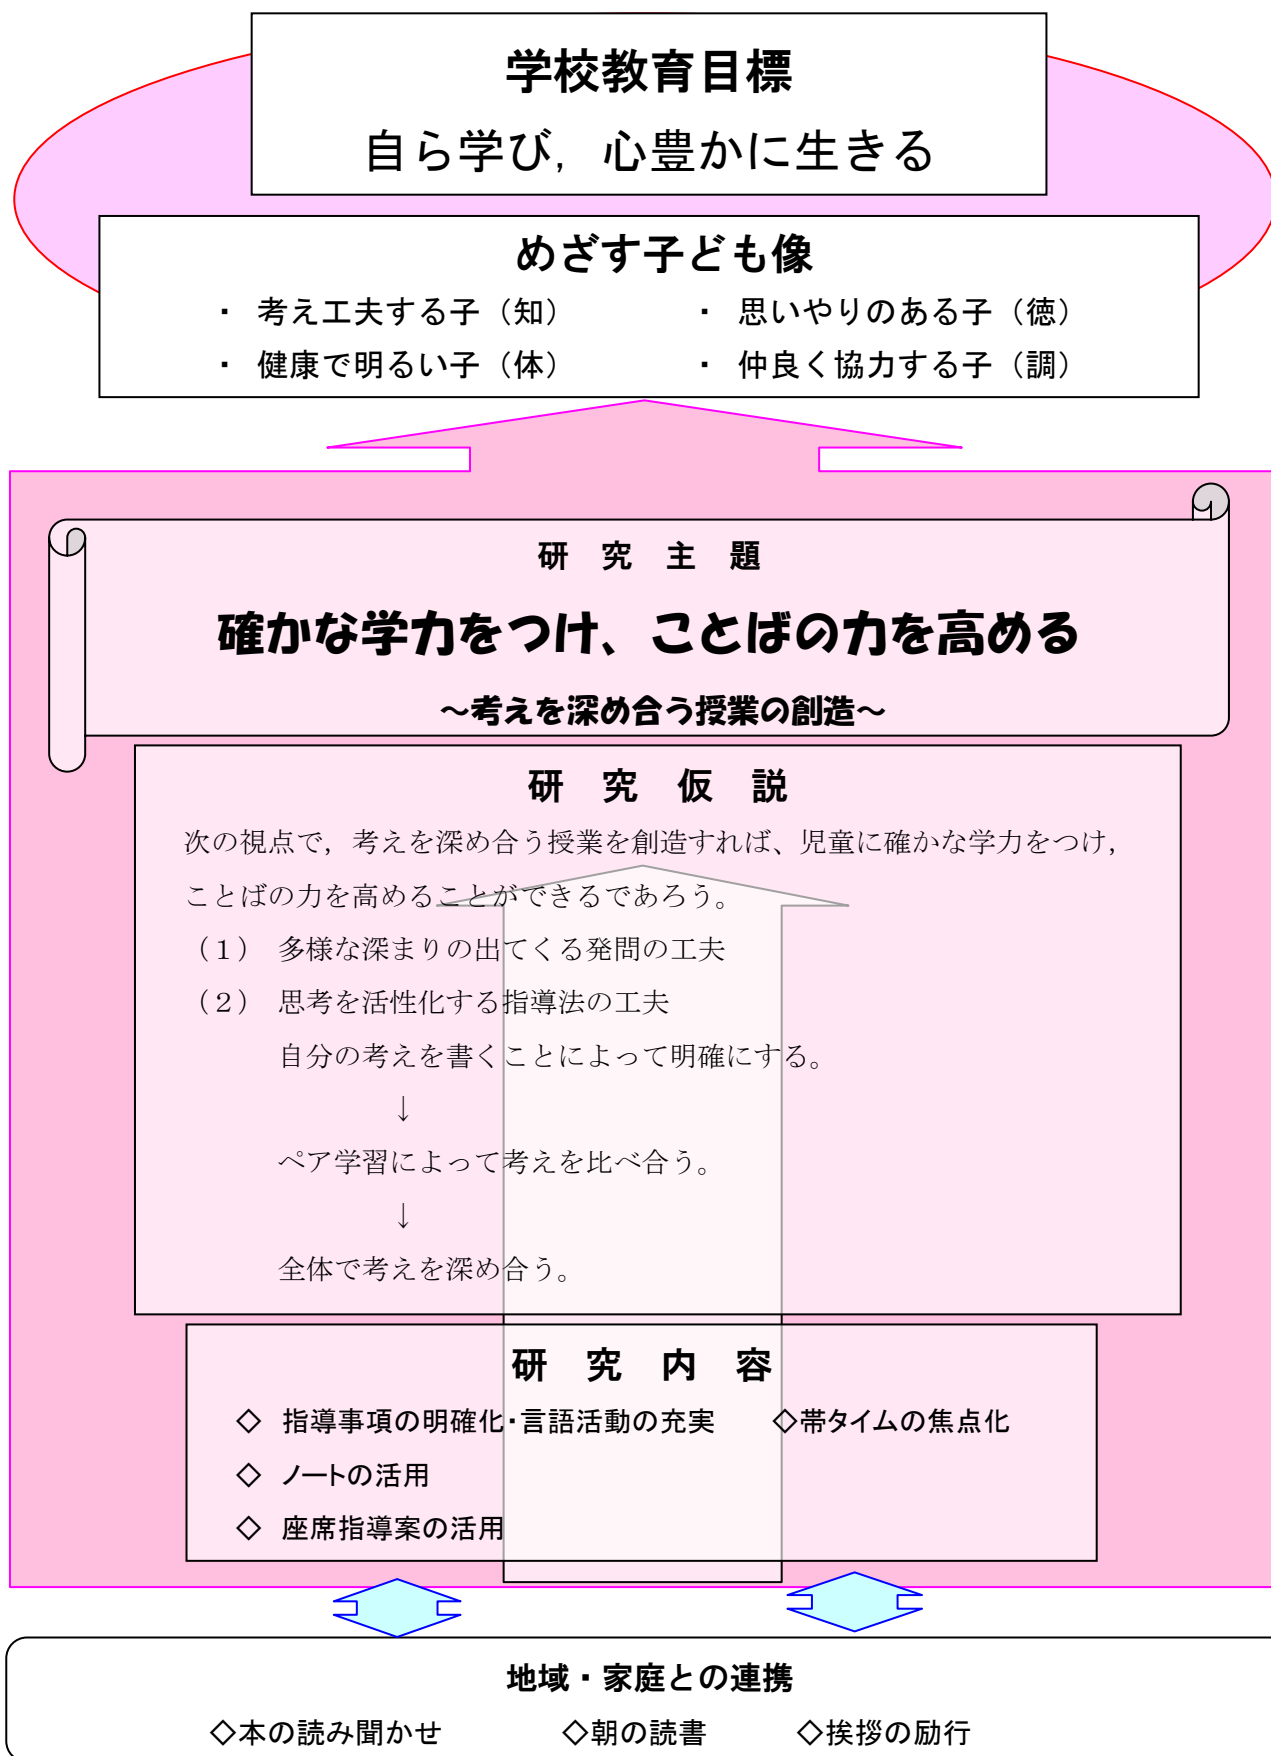 学校教育目標
自ら学び，心豊かに生きる
めざす子ども像
・ 考え工夫する子（知） ・ 思いやりのある子（徳）
・ 健康で明るい子（体） ・ 仲良く協力する子（調）
研 究 主 題
確かな学力をつけ、ことばの力を高める
～考えを深め合う授業の創造～
研 究 仮 説
次の視点で，考えを深め合う授業を創造すれば、児童に確かな学力をつけ，
ことばの力を高めることができるであろう。
（１） 多様な深まりの出てくる発問の工夫
（２） 思考を活性化する指導法の工夫
自分の考えを書くことによって明確にする。
↓
ペア学習によって考えを比べ合う。
↓
全体で考えを深め合う。
研 究 内 容
◇ 指導事項の明確化・言語活動の充実 ◇帯タイムの焦点化
◇ ノートの活用
◇ 座席指導案の活用
地域・家庭との連携
◇本の読み聞かせ ◇朝の読書 ◇挨拶の励行